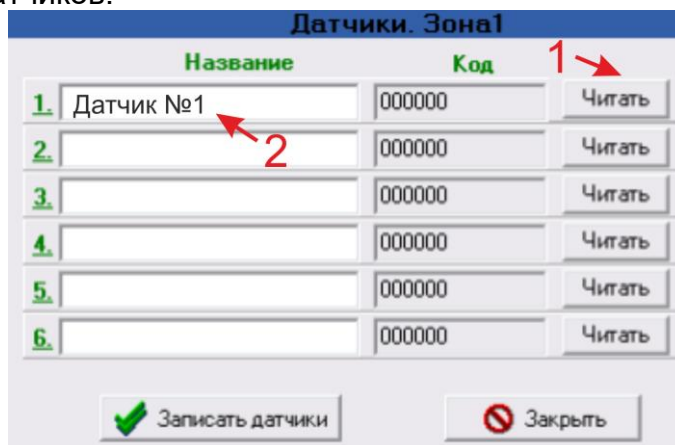 Датчики. Зона1
Название Код 1
1. Датчик №1 000000 Читать
2
2. 000000 Читать
3. 000000 Читать
4. 000000 Читать
5. 000000 Читать
6. 000000 Читать
Записать датчики Закрыть